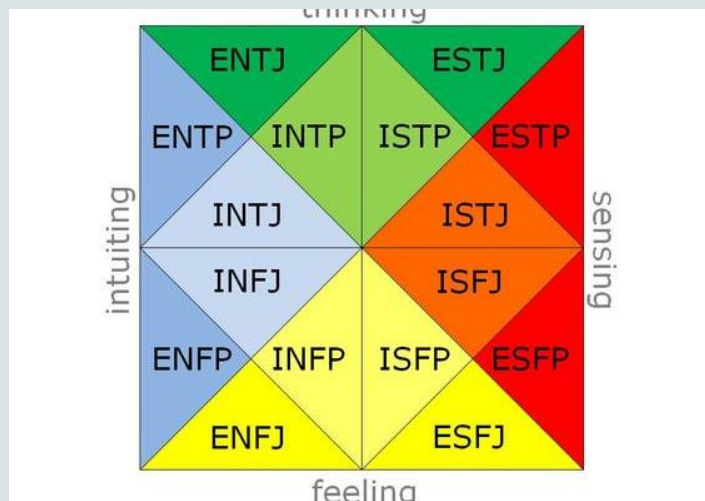 thinking
ENTJ ESTJ
ENTP INTP ISTP ESTP
INTJ ISTJ
intuiting
sensing
INFJ ISFJ
ENFP INFP ISFP ESFP
ENFJ ESFJ
feeling